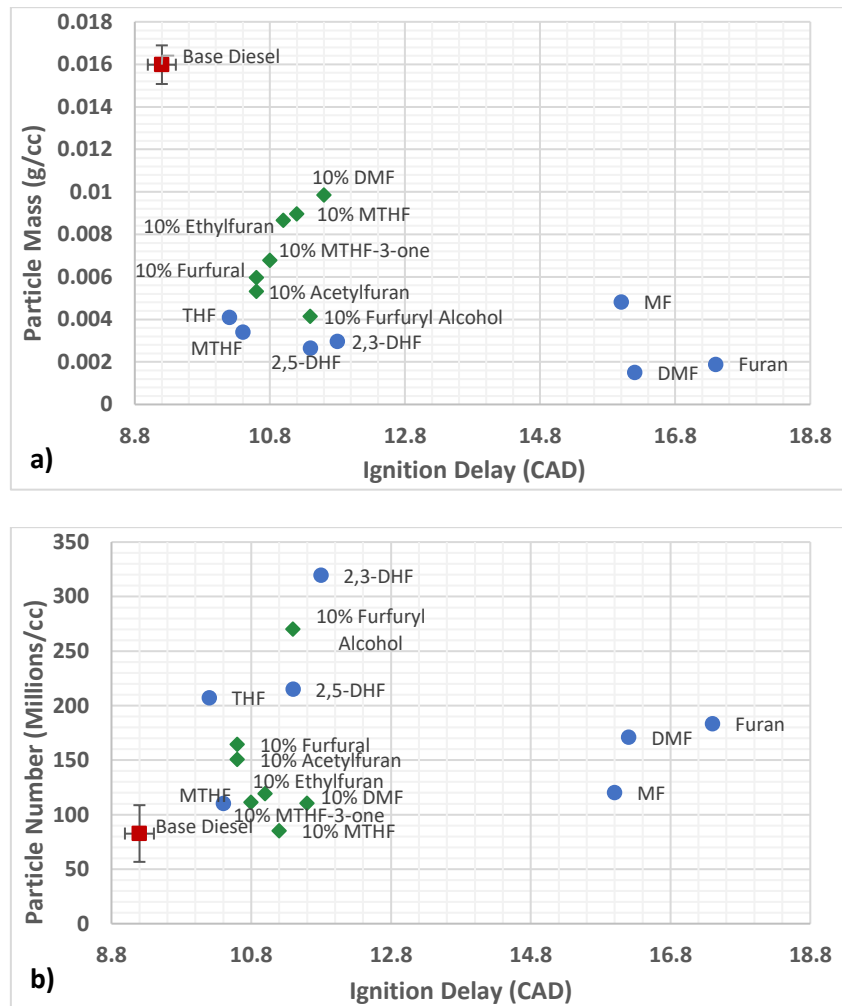 0.018
0.016
0.014
0.012
0.01
0.008
0.006
0.004
0.002
0
Particle Mass (g/cc)
Base Diesel
10% DMF
10% Ethylfuran
10% MTHF
10% MTHF-3-one
10% Furfural
10% Acetylfuran
THF
10% Furfuryl Alcohol
MF
MTHF
2,3-DHF
2,5-DHF
DMF
Furan
8.8 10.8 12.8 14.8 16.8 18.8
a)
Ignition Delay (CAD)
350
300
250
200
150
100
50
0
Particle Number (Millions/cc)
2,3-DHF
10% Furfuryl
Alcohol
THF
2,5-DHF
Furan
DMF
10% Furfural
10% Acetylfuran
10% Ethylfuran
MTHF
10% DMF
MF
10% MTHF-3-one
Base Diesel
10% MTHF
8.8 10.8 12.8 14.8 16.8 18.8
b)
Ignition Delay (CAD)